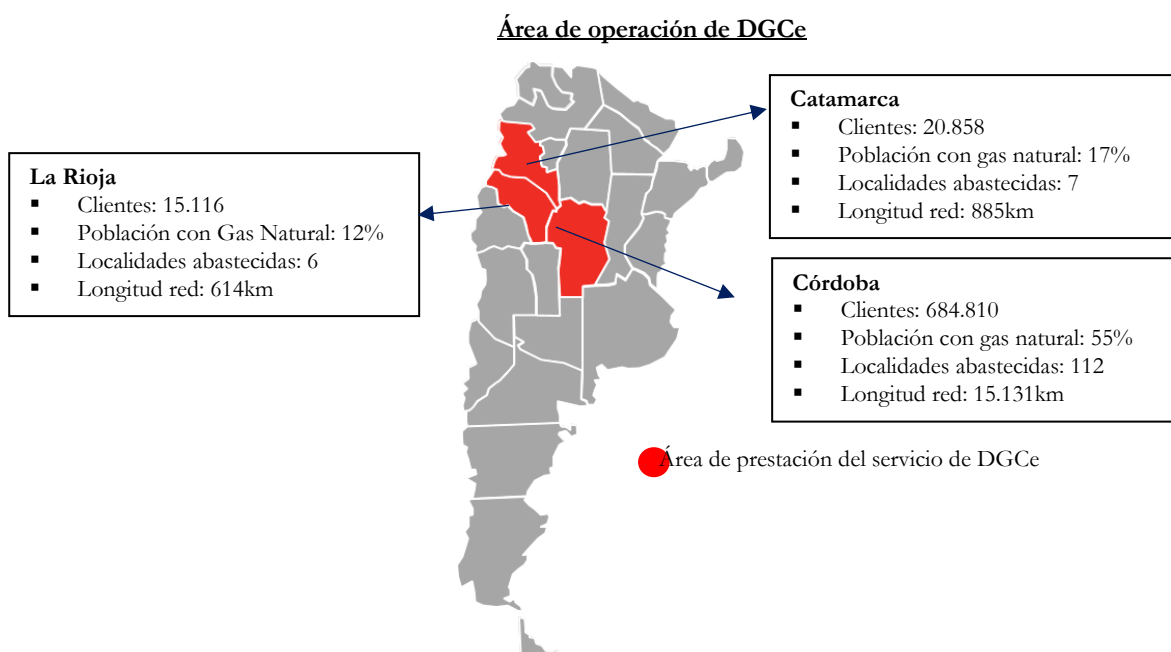 Área de operación de DGCe
Catamarca
▪ Clientes: 20.858
▪ Población con gas natural: 17%
▪ Localidades abastecidas: 7
▪ Longitud red: 885km
La Rioja
▪ Clientes: 15.116
▪ Población con Gas Natural: 12%
▪ Localidades abastecidas: 6
▪ Longitud red: 614km
Córdoba
▪ Clientes: 684.810
▪ Población con gas natural: 55%
▪ Localidades abastecidas: 112
▪ Longitud red: 15.131km
Área de prestación del servicio de DGCe